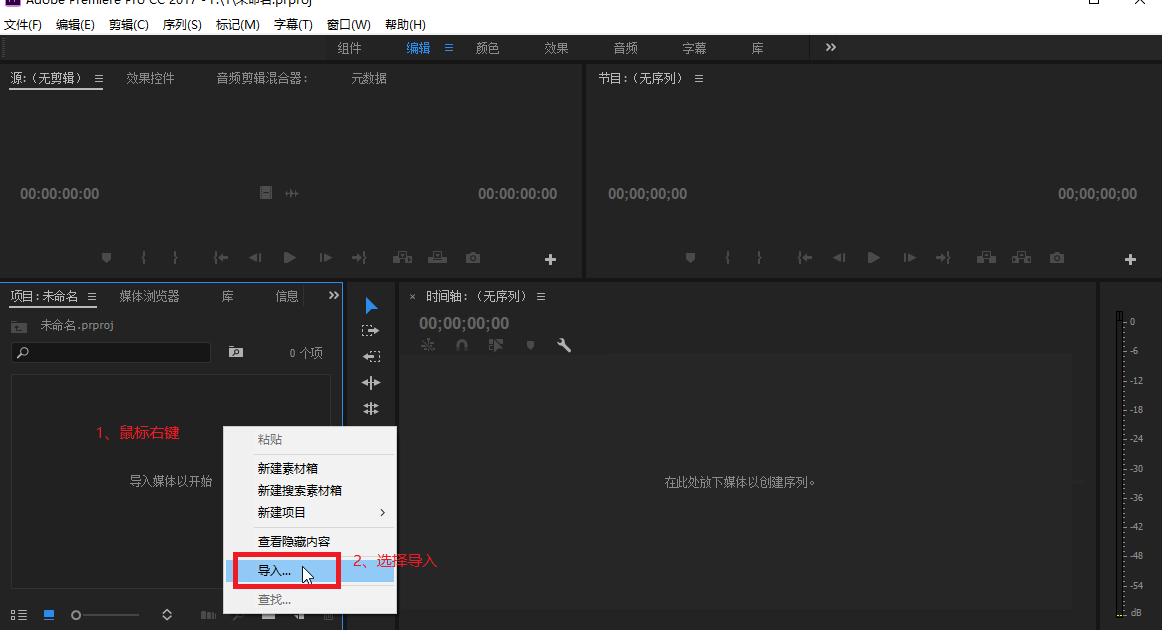 Adobe Premiere Pro CC 2017 - F:\Y\未命名.prproj
文件(F) 编辑(E) 剪辑(C) 序列(S) 标记(M) 字幕(T) 窗口(W) 帮助(H)
组件 编辑 颜色 效果 音频 字幕 库
源:（无剪辑） 效果控件 音频剪辑混合器: 元数据
节目:（无序列）
00:00:00:00 00:00:00:00
00;00;00;00 00;00;00;00
项目:未命名 媒体浏览器 库 信息
未命名.prproj
0 个项
1、鼠标右键
导入媒体以开始
粘贴
新建素材箱
新建搜索素材箱
新建项目
查看隐藏内容
导入...
2、选择导入
查找...
× 时间轴:（无序列）
00;00;00;00
在此处放下媒体以创建序列。
0
-6
-12
-18
-24
-30
-36
-42
-48
-54
dB